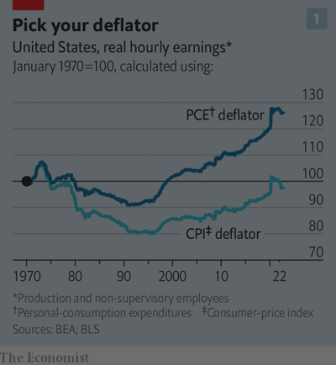 Pick your deflator
1
United States, real hourly earnings*
January 1970=100, calculated using:
130
PCE† deflator
120
110
100
90
CPI‡ deflator
80
70
1970 80 90 2000 10 22
*Production and non-supervisory employees
†Personal-consumption expenditures ‡Consumer-price index
Sources: BEA; BLS
The Economist